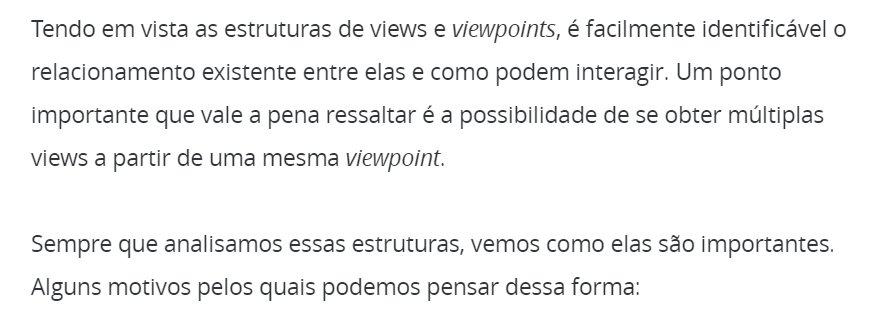 Tendo em vista as estruturas de views e viewpoints, é facilmente identificável o
relacionamento existente entre elas e como podem interagir. Um ponto
importante que vale a pena ressaltar é a possibilidade de se obter múltiplas
views a partir de uma mesma viewpoint.
Sempre que analisamos essas estruturas, vemos como elas são importantes.
Alguns motivos pelos quais podemos pensar dessa forma: